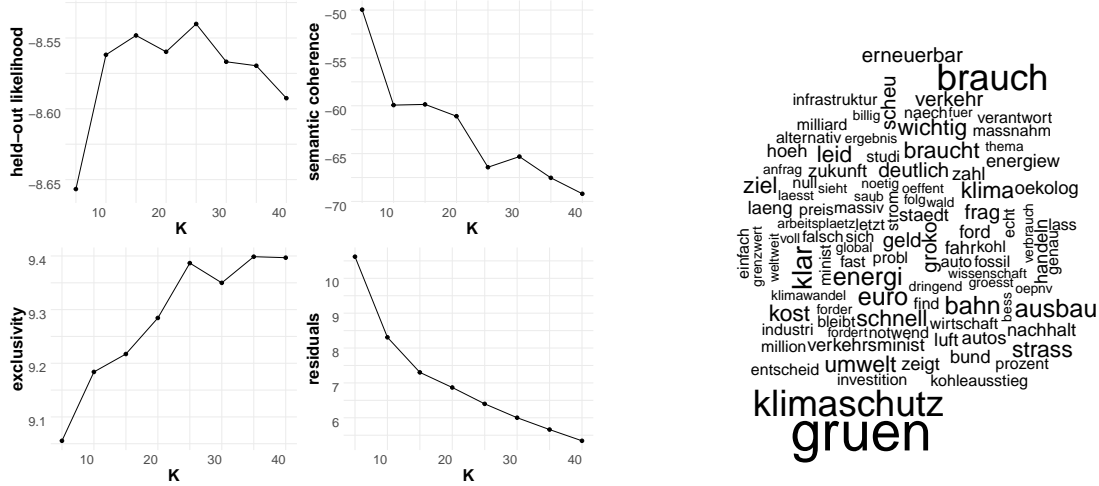 held-out likelihood
−8.55
−8.60
−8.65
10
20
30
40
K
semantic coherence
−50
−55
−60
−65
−70
10
20
30
40
K
exclusivity
9.4
9.3
9.2
9.1
10
20
30
40
K
residuals
10
9
8
7
6
10
20
30
40
K
erneuerbar
brauch
scheu
infrastruktur
verkehr
billig
naech
fuer
verantwort
milliard
wichtig
massnahm
alternativ
ergebnis
hoeh
leid
studi
braucht
thema
energiew
anfrag
zukunft
deutlich
zahl
ziel
null
sieht
noetig
oeffent
klima
oekolog
laesst
saub
strom
folg
wald
laeng
preis
massiv
staedt
frag
echt
verbrauch
arbeitsplaetz
letzt
ford
handeln
lass
einfach
grenzwert
weltweit
voll
falsch
sich
geld
groko
fahr
kohl
genau
klar
minist
global
fast
probl
auto
fossil
energi
wissenschaft
dringend
groesst
oepnv
klimawandel
euro
find
bahn
bess
ausbau
kost
forder
bleibt
schnell
wirtschaft
nachhalt
industri
fordert
notwend
luft
autos
million
verkehrsminist
strass
entscheid
umwelt
zeigt
bund
prozent
investition
kohleausstieg
klimaschutz
gruen